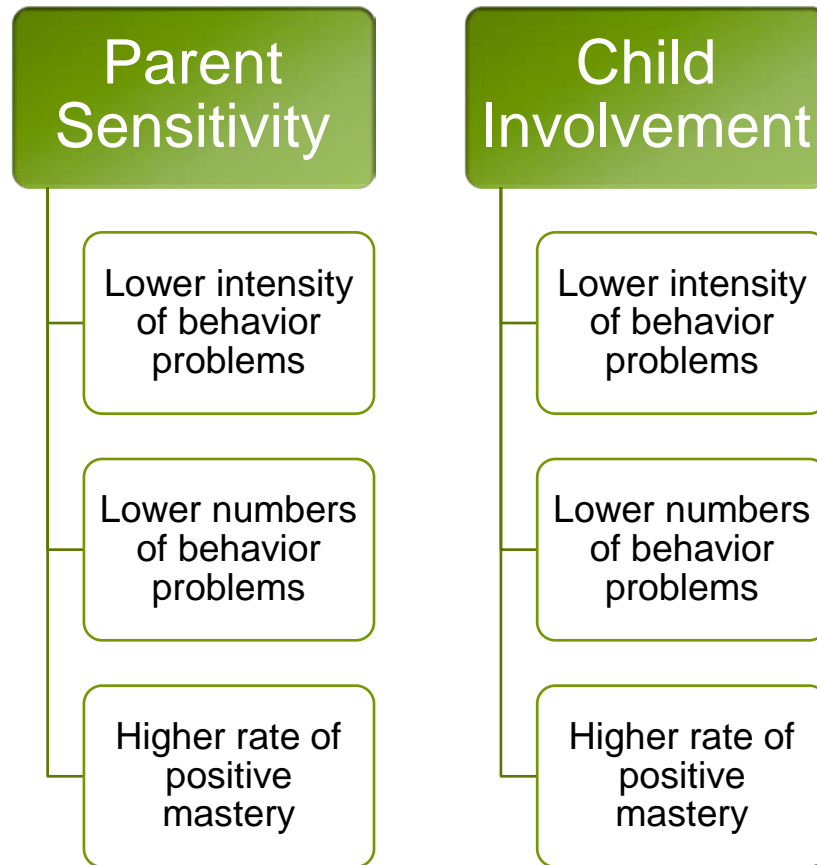 Parent
Sensitivity
Lower intensity
of behavior
problems
Lower numbers
of behavior
problems
Higher rate of
positive
mastery
Child
Involvement
Lower intensity
of behavior
problems
Lower numbers
of behavior
problems
Higher rate of
positive
mastery